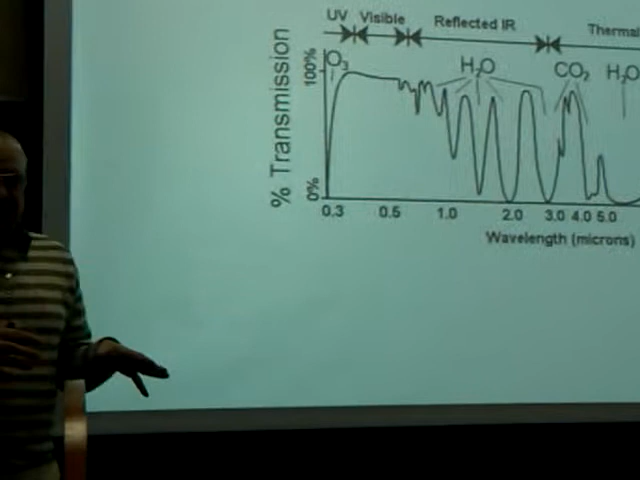 UV Visible Reflected IR Thermal
O3 H2O CO2 H2O
100%
% Transmission
0%
0.3 0.5 1.0 2.0 3.0 4.0 5.0
Wavelength (microns)